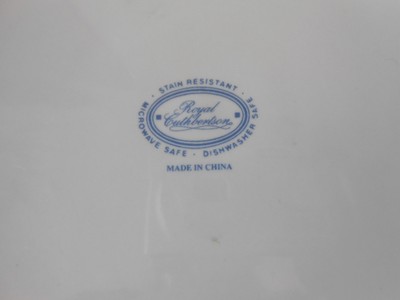 · STAIN RESISTANT ·
Royal
Cuthbertson
MICROWAVE SAFE · DISHWASHER SAFE
MADE IN CHINA